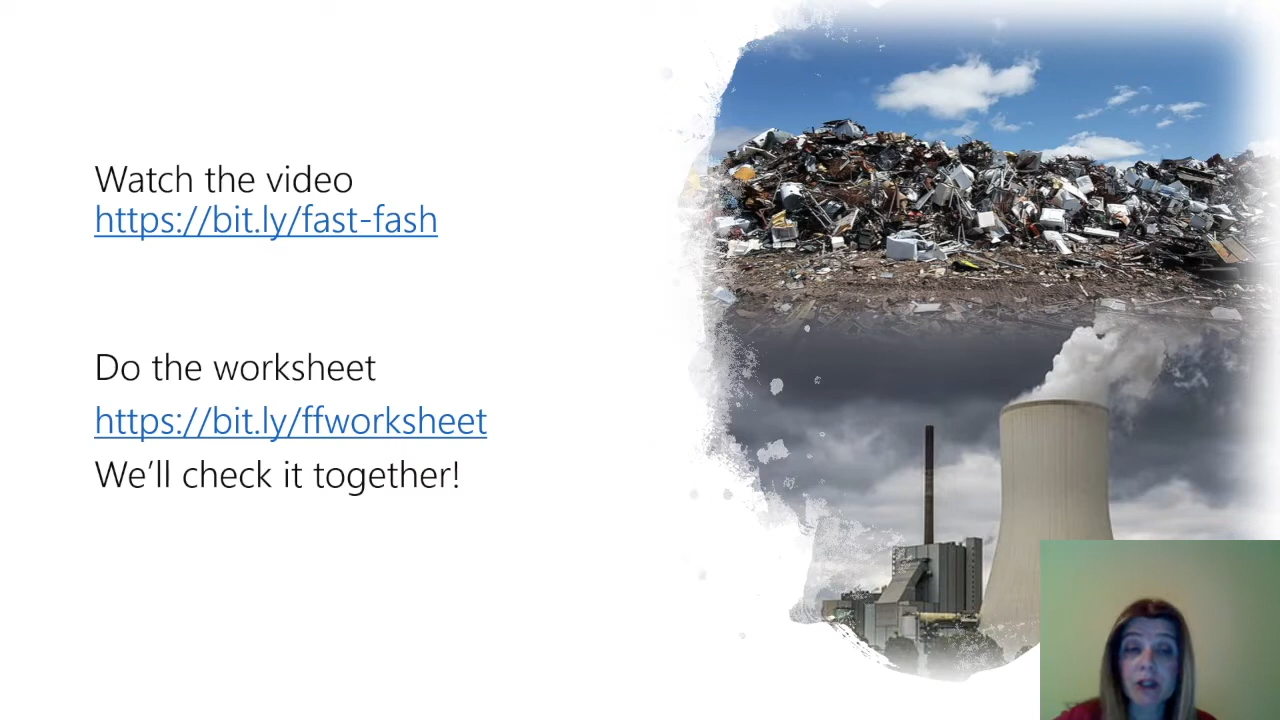 Watch the video
https://bit.ly/fast-fash
Do the worksheet
https://bit.ly/ffworksheet
We’ll check it together!